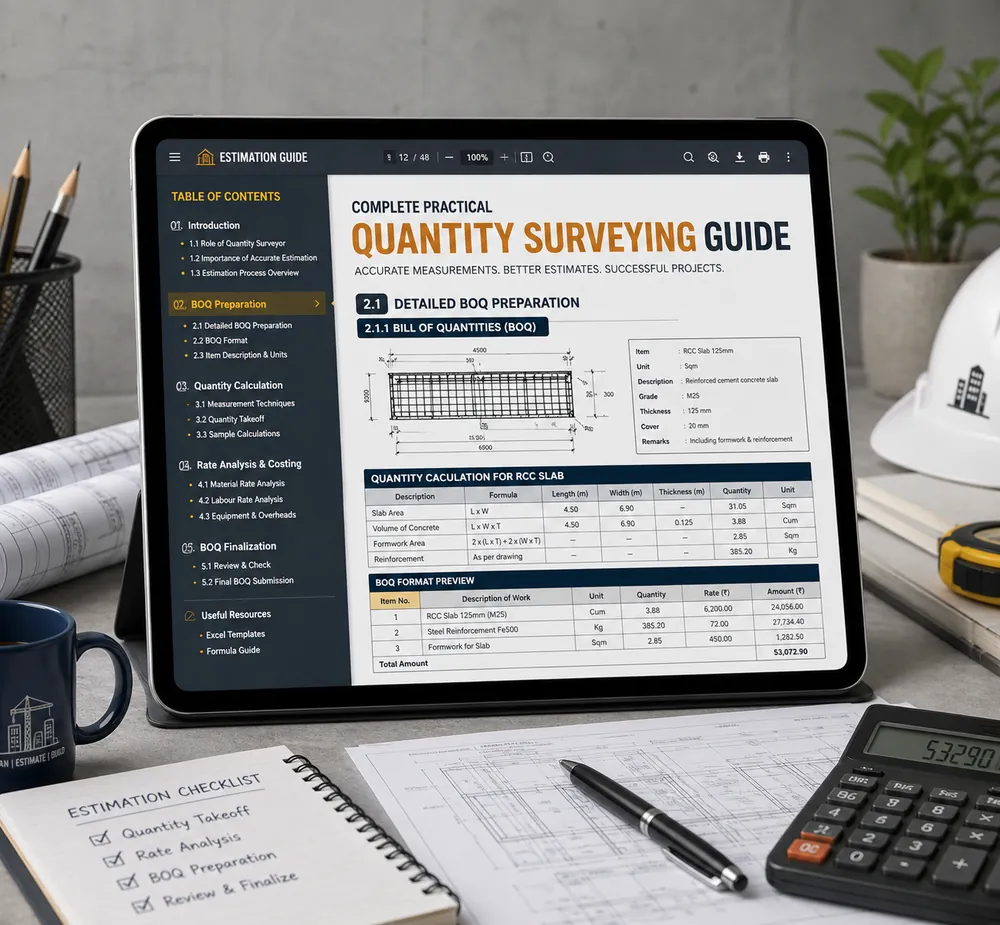 ESTIMATION GUIDE
12 / 48
100%
TABLE OF CONTENTS
01. Introduction
• 1.1 Role of Quantity Surveyor
• 1.2 Importance of Accurate Estimation
• 1.3 Estimation Process Overview
02. BOQ Preparation
• 2.1 Detailed BOQ Preparation
• 2.2 BOQ Format
• 2.3 Item Description & Units
03. Quantity Calculation
3.1 Measurement Techniques
• 3.2 Quantity Takeoff
• 3.3 Sample Calculations
04. Rate Analysis & Costing
• 4.1 Material Rate Analysis
• 4.2 Labour Rate Analysis
• 4.3 Equipment & Overheads
05. BOQ Finalization
• 5.1 Review & Check
• 5.2 Final BOQ Submission
Useful Resources
• Excel Templates
• Formula Guide
COMPLETE PRACTICAL
QUANTITY SURVEYING GUIDE
ACCURATE MEASUREMENTS. BETTER ESTIMATES. SUCCESSFUL PROJECTS.
2.1 DETAILED BOQ PREPARATION
2.1.1 BILL OF QUANTITIES (BOQ)
4500
300
6900
Item : RCC Slab 125mm
Unit : Sqm
Description : Reinforced cement concrete slab
Grade : M25
Thickness : 125 mm
Cover : 20 mm
Remarks : Including formwork & reinforcement
QUANTITY CACULATION FOR RCC SLAB
Description Formula Length (m) Width (m) Thickness (m) Quantity Unit
Slab Area L x W 4.50 6.90 – 31.05 Sqm
Volume of Concrete L x W x T 4.50 6.90 0.125 3.88 Cum
Formwork Area 2 x (L x T) + 2 x (W x T) – – – 2.85 Sqm
Reinforcement As per drawing – – – 385.20 Kg
BOQ FORMAT PREVIEW
Item No. Description of Work Unit Quantity Rate (₹) Amount (₹)
1 RCC Slab 125mm (M25) Cum 3.88 6,200.00 24,056.00
2 Steel Reinforcement Fe500 Kg 385.20 72.00 27,734.40
3 Formwork for Slab Sqm 2.85 450.00 1,282.50
Total Amount 53,072.90
AN | ESTIMATE | BUILD
ESTIMATION CHECKLIST
Quantity Takeoff
Rate Analysis
BOQ Preparation
Review & Finalize